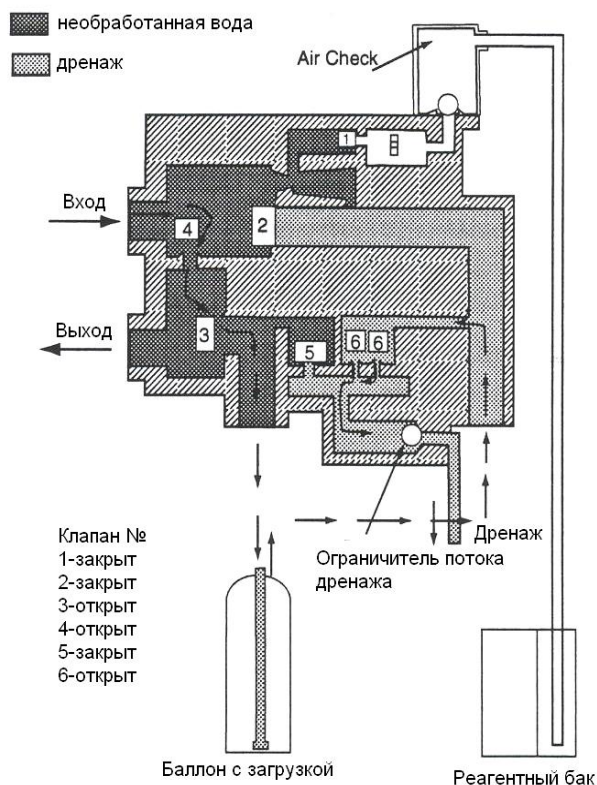 необработанная вода
дренаж
Air Check
1
Вход
4
2
Выход
3
5
6 6
Клапан №
1-закрыт
2-закрыт
3-открыт
4-открыт
5-закрыт
6-открыт
Дренаж
Ограничитель потока
дренажа
Баллон с загрузкой
Реагентный бак